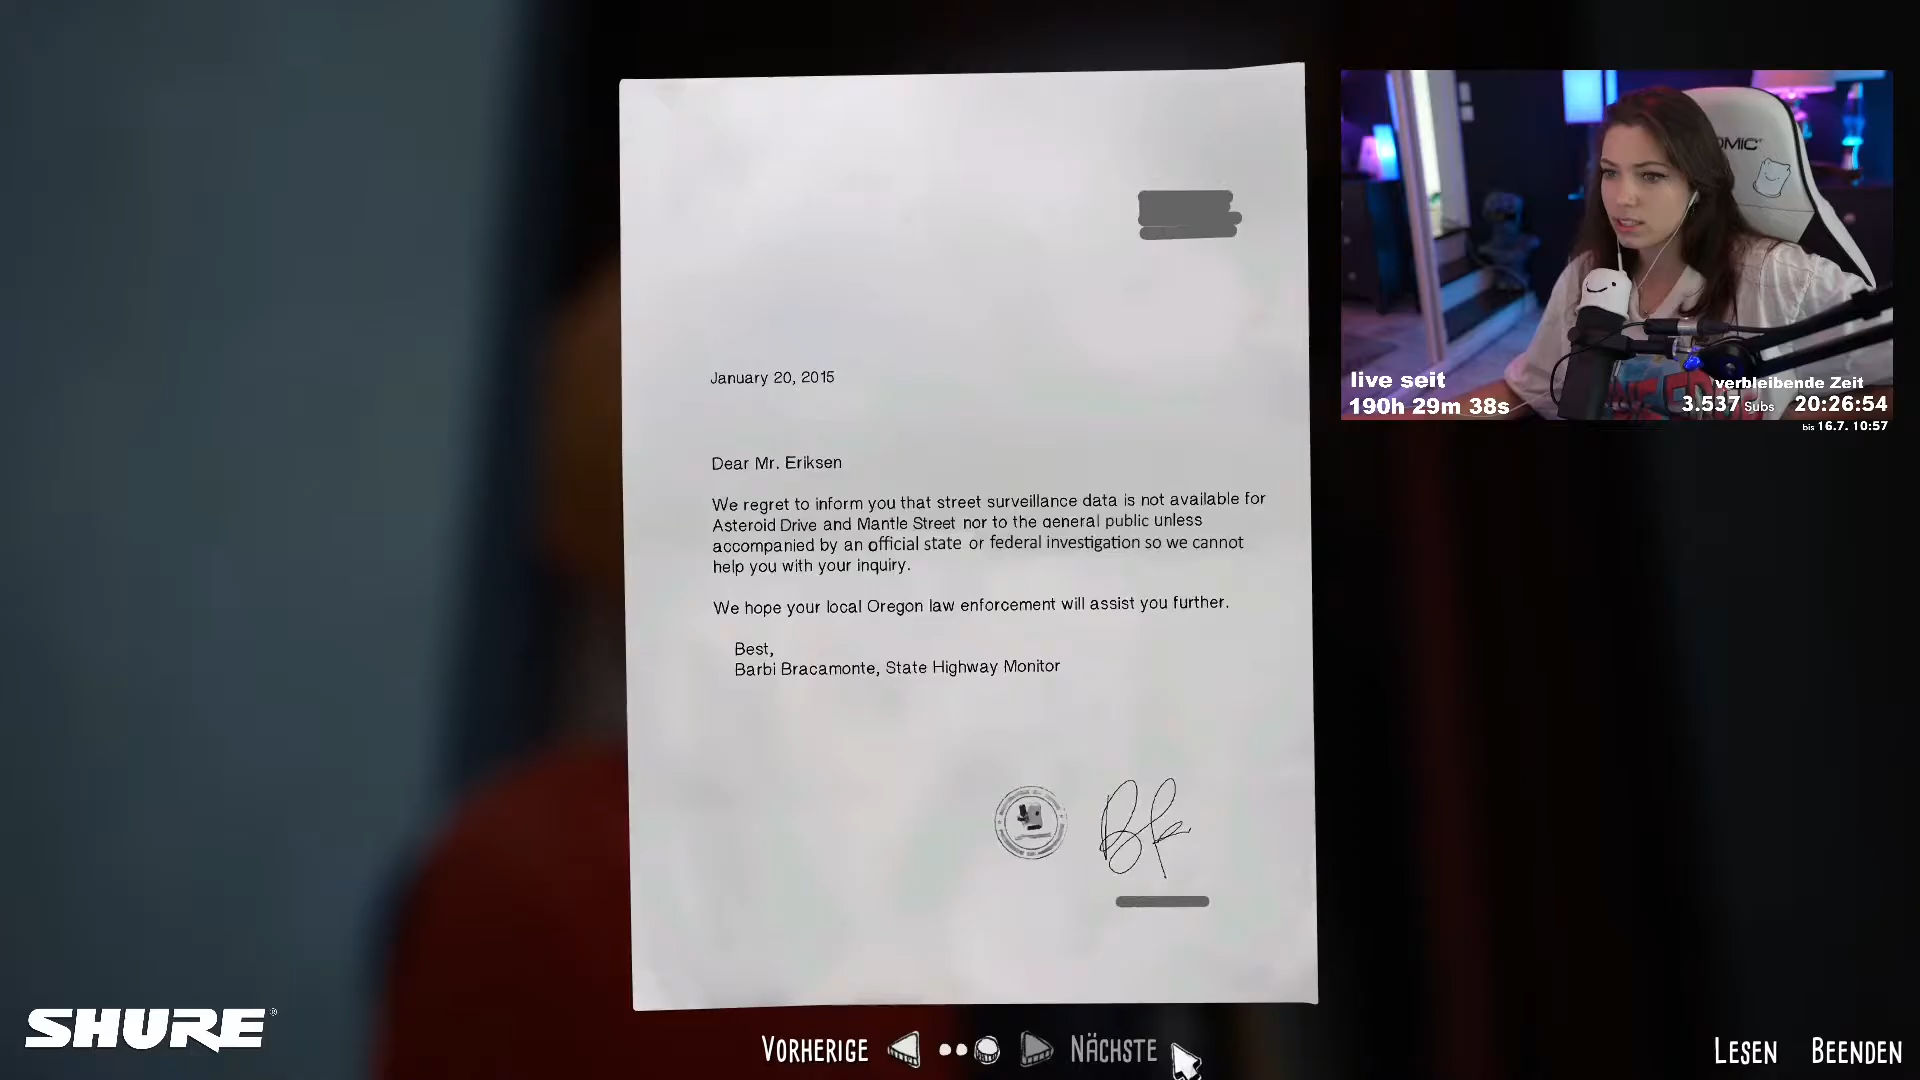 January 20, 2015
Dear Mr. Eriksen
We regret to inform you that street surveillance data is not available for
Asteroid Drive and Mantle Street nor to the general public unless
accompanied by an official state or federal investigation so we cannot
help you with your inquiry.
We hope your local Oregon law enforcement will assist you further.
Best,
Barbi Bracamonte, State Highway Monitor
OMIC
live seit
190h 29m 38s
verbleibende Zeit
3.537 Subs 20:26:54
bis 16.7. 10:57
SHURE®
VORHERIGE
NÄCHSTE
LESEN
BEENDEN